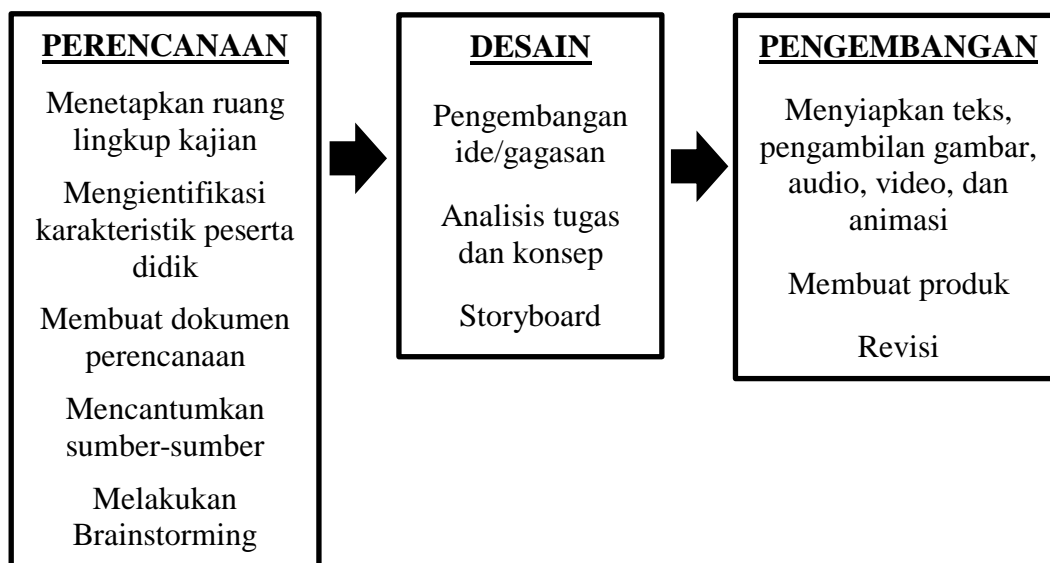 PERENCANAAN
Menetapkan ruang
lingkup kajian
Mengientifikasi
karakteristik peserta
didik
Membuat dokumen
perencanaan
Mencantumkan
sumber-sumber
Melakukan
Brainstorming
DESAIN
Pengembangan
ide/gagasan
Analisis tugas
dan konsep
Storyboard
PENGEMBANGAN
Menyiapkan teks,
pengambilan gambar,
audio, video, dan
animasi
Membuat produk
Revisi